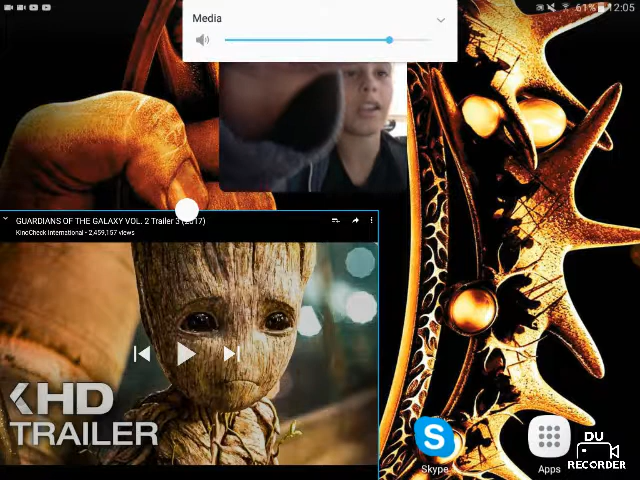 Media
61% 12:05
GUARDIANS OF THE GALAXY VOL. 2 Trailer 3 (2017)
KinoCheck International - 2,459,157 views
KHD
TRAILER
Skype
Apps
DU
RECORDER